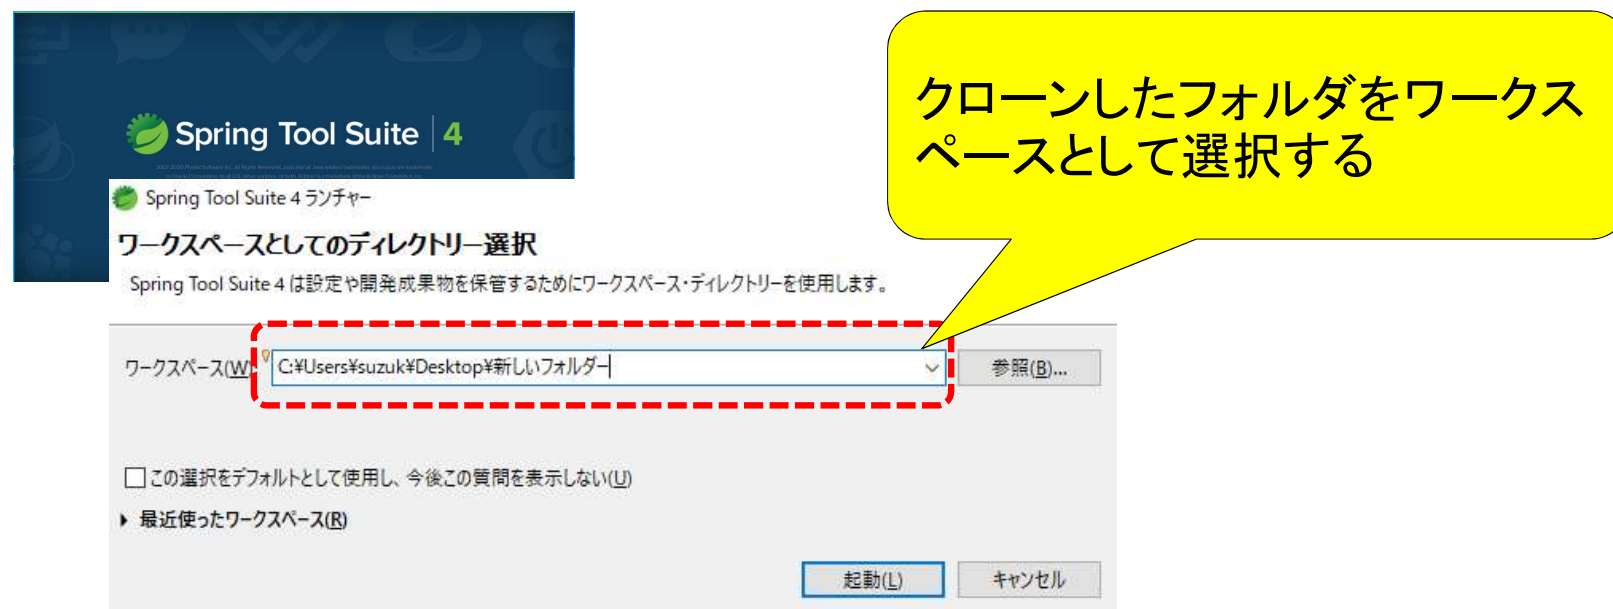 Spring Tool Suite 4
クローンしたフォルダをワークス
ペースとして選択する
Spring Tool Suite 4 ランチャー
ワークスペースとしてのディレクトリー選択
Spring Tool Suite 4 は設定や開発成果物を保管するためにワークスペース・ディレクトリーを使用します。
ワークスペース(W): C:¥Users¥suzuk¥Desktop¥新しいフォルダー 参照(B)...
この選択をデフォルトとして使用し、今後この質問を表示しない(U)
最近使ったワークスペース(R)
起動(L) キャンセル